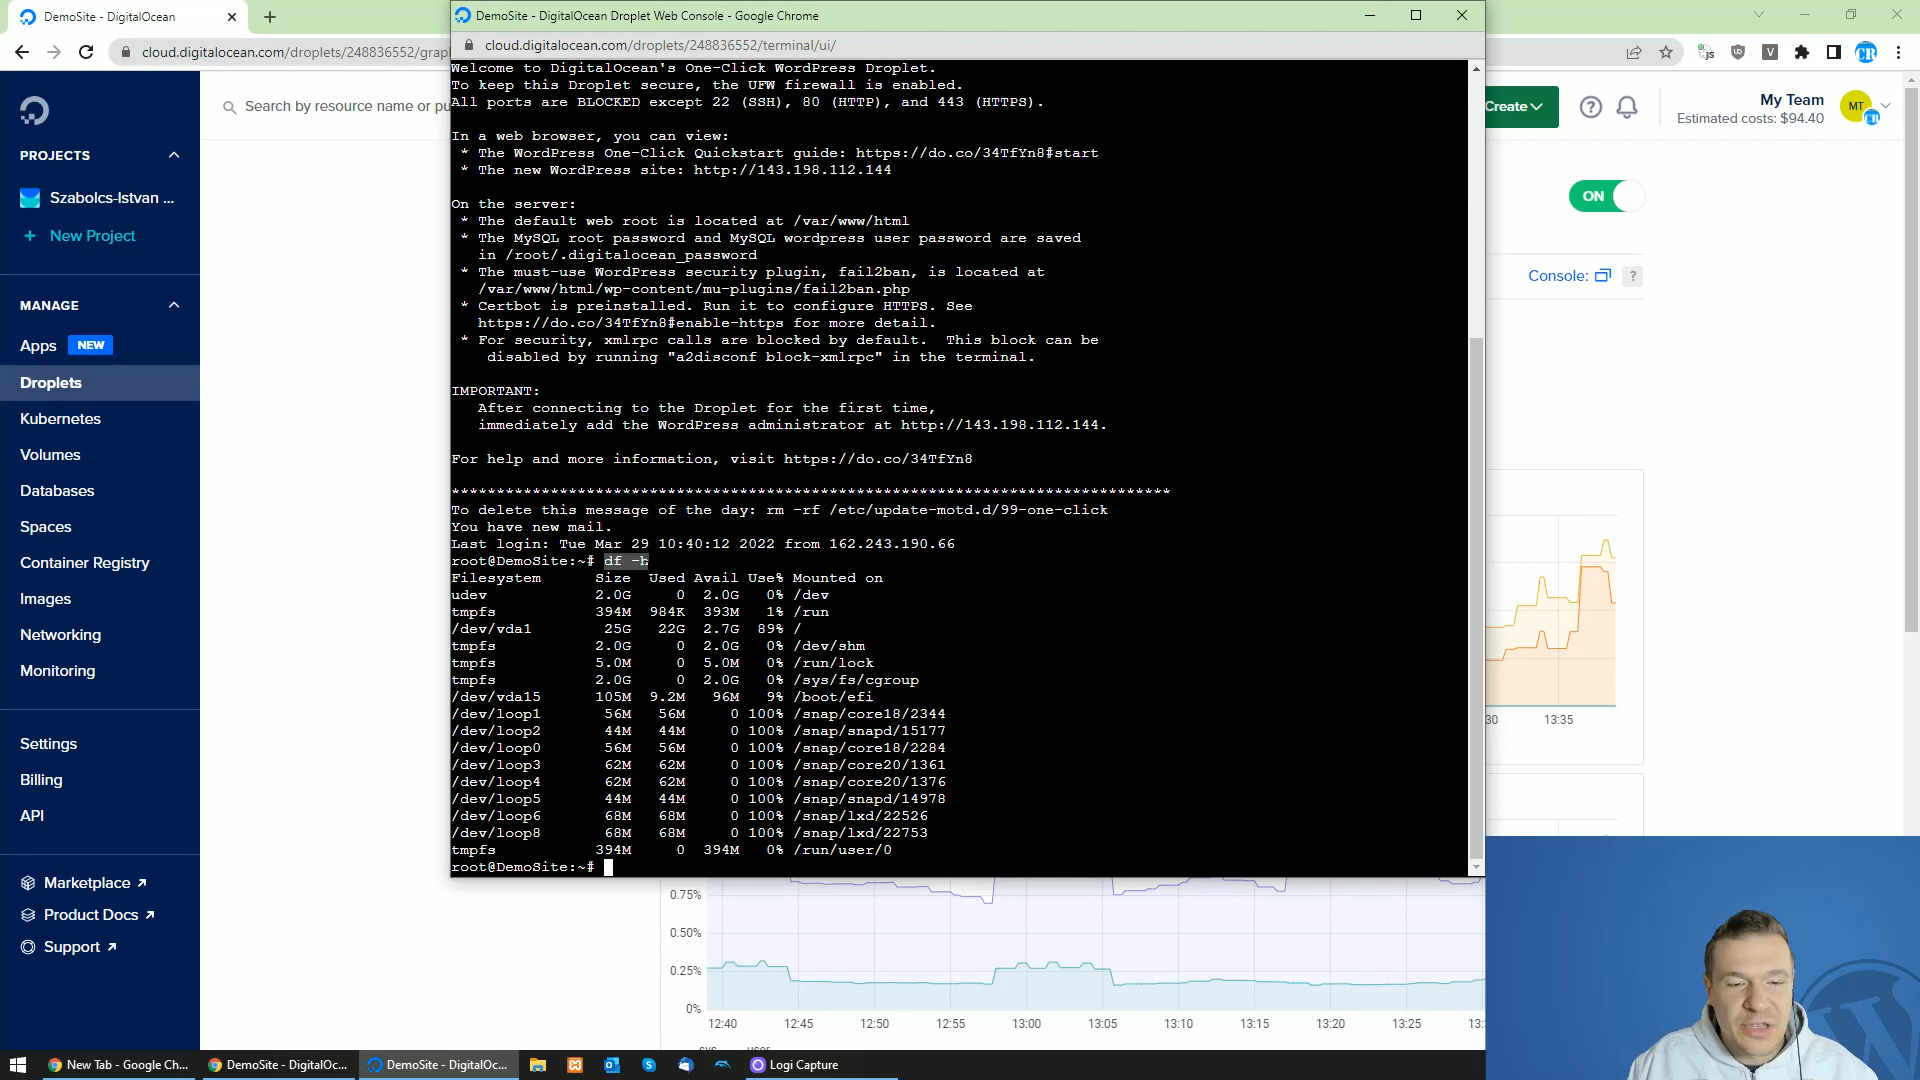 DemoSite - DigitalOcean
DemoSite - DigitalOcean Droplet Web Console - Google Chrome
cloud.digitalocean.com/droplets/248836552/grap
cloud.digitalocean.com/droplets/248836552/terminal/ui/
Search by resource name or pu
Create
My Team
Estimated costs: $94.40
MT
PROJECTS
Szabolcs-Istvan ...
+ New Project
MANAGE
Apps NEW
Droplets
Kubernetes
Volumes
Databases
Spaces
Container Registry
Images
Networking
Monitoring
Settings
Billing
API
Marketplace
Product Docs
Support
Welcome to DigitalOcean's One-Click WordPress Droplet.
To keep this Droplet secure, the UFW firewall is enabled.
All ports are BLOCKED except 22 (SSH), 80 (HTTP), and 443 (HTTPS).
In a web browser, you can view:
* The WordPress One-Click Quickstart guide: https://do.co/34TfYn8#start
* The new WordPress site: http://143.198.112.144
On the server:
* The default web root is located at /var/www/html
* The MySQL root password and MySQL wordpress user password are saved
in /root/.digitalocean_password
* The must-use WordPress security plugin, fail2ban, is located at
/var/www/html/wp-content/mu-plugins/fail2ban.php
* Certbot is preinstalled. Run it to configure HTTPS. See
https://do.co/34TfYn8#enable-https for more detail.
* For security, xmlrpc calls are blocked by default.  This block can be
disabled by running "a2disconf block-xmlrpc" in the terminal.
IMPORTANT:
After connecting to the Droplet for the first time,
immediately add the WordPress administrator at http://143.198.112.144.
For help and more information, visit https://do.co/34TfYn8
********************************************************************************
To delete this message of the day: rm -rf /etc/update-motd.d/99-one-click
You have new mail.
Last login: Tue Mar 29 10:40:12 2022 from 162.243.190.66
root@DemoSite:~# df -h
Filesystem Size Used Avail Use% Mounted on
udev 2.0G 0 2.0G 0% /dev
tmpfs 394M 984K 393M 1% /run
/dev/vda1 25G 22G 2.7G 89% /
tmpfs 2.0G 0 2.0G 0% /dev/shm
tmpfs 5.0M 0 5.0M 0% /run/lock
tmpfs 2.0G 0 2.0G 0% /sys/fs/cgroup
/dev/vda15 105M 9.2M 96M 9% /boot/efi
/dev/loop1 56M 56M 0 100% /snap/core18/2344
/dev/loop2 44M 44M 0 100% /snap/snapd/15177
/dev/loop0 56M 56M 0 100% /snap/core18/2284
/dev/loop3 62M 62M 0 100% /snap/core20/1361
/dev/loop4 62M 62M 0 100% /snap/core20/1376
/dev/loop5 44M 44M 0 100% /snap/snapd/14978
/dev/loop6 68M 68M 0 100% /snap/lxd/22526
/dev/loop8 68M 68M 0 100% /snap/lxd/22753
tmpfs 394M 0 394M 0% /run/user/0
root@DemoSite:~#
ON
Console: ?
30 13:35
0.75%
0.50%
0.25%
0%
12:40 12:45 12:50 12:55 13:00 13:05 13:10 13:15 13:20 13:25 13:3
New Tab - Google Ch...
DemoSite - DigitalOc...
DemoSite - DigitalOc...
Logi Capture